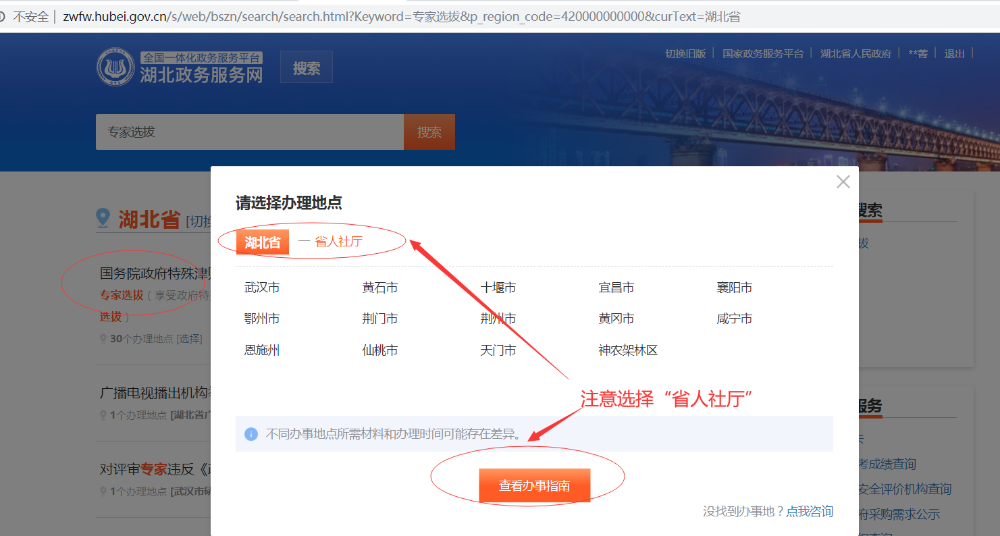 不安全 | zwfw.hubei.gov.cn/s/web/bszn/search/search.html?Keyword=专家选拔&p_region_code=420000000000&curText=湖北省
切换旧版 | 国家政务服务平台 | 湖北省人民政府 | **菁 | 退出 |
全国一体化政务服务平台
湖北政务服务网
搜索
专家选拔
搜索
请选择办理地点
湖北省 — 省人社厅
武汉市 黄石市 十堰市 宜昌市 襄阳市
鄂州市 荆门市 荆州市 黄冈市 咸宁市
恩施州 仙桃市 天门市 神农架林区
注意选择“省人社厅”
不同办事地点所需材料和办理时间可能存在差异。
查看办事指南
没找到办事地？点我咨询
湖北省 [切换
国务院政府特殊津
专家选拔（享受政府特
选拔）
30个办理地点 [选择]
广播电视播出机构
1个办理地点 [湖北省广
对评审专家违反《
1个办理地点 [武汉市
搜索
拔
服务
考成绩查询
安全评价机构查询
府采购需求公示